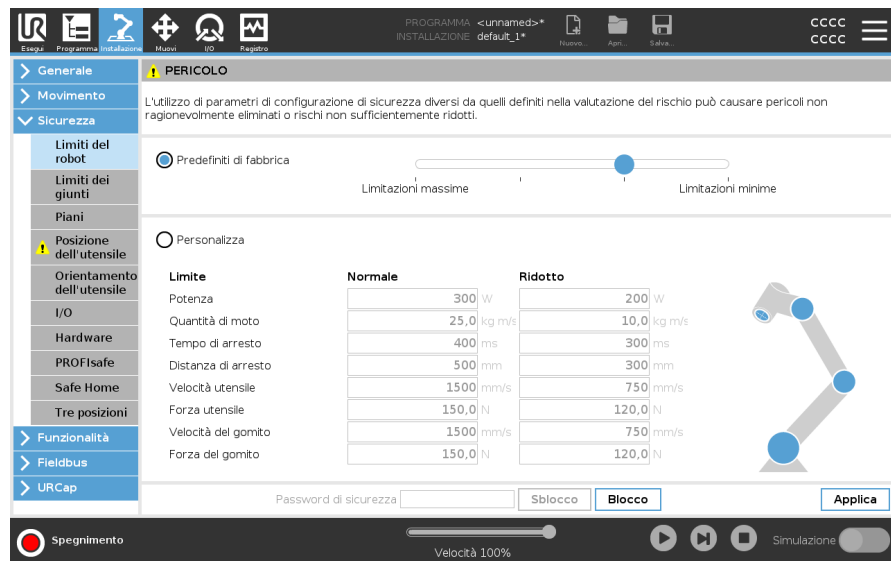 PROGRAMMA <unnamed>*
INSTALLAZIONE default_1*
Esegui
Programma
Installazione
Muovi
I/O
Registro
Nuovo...
Apri...
Salva...
CCCC
CCCC
Generale
Movimento
Sicurezza
Limiti del
robot
Limiti dei
giunti
Piani
Posizione
dell'utensile
Orientamento
dell'utensile
I/O
Hardware
PROFIsafe
Safe Home
Tre posizioni
Funzionalità
Fieldbus
URCap
PERICOLO
L'utilizzo di parametri di configurazione di sicurezza diversi da quelli definiti nella valutazione del rischio può causare pericoli non
ragionevolmente eliminati o rischi non sufficientemente ridotti.
Predefiniti di fabbrica
Limitazioni massime
Limitazioni minime
Personalizza
Limite Normale Ridotto
Potenza 300 W 200 W
Quantità di moto 25,0 kg m/s 10,0 kg m/s
Tempo di arresto 400 ms 300 ms
Distanza di arresto 500 mm 300 mm
Velocità utensile 1500 mm/s 750 mm/s
Forza utensile 150,0 N 120,0 N
Velocità del gomito 1500 mm/s 750 mm/s
Forza del gomito 150,0 N 120,0 N
Password di sicurezza
Sblocco
Blocco
Applica
Spegnimento
Velocità 100%
Simulazione